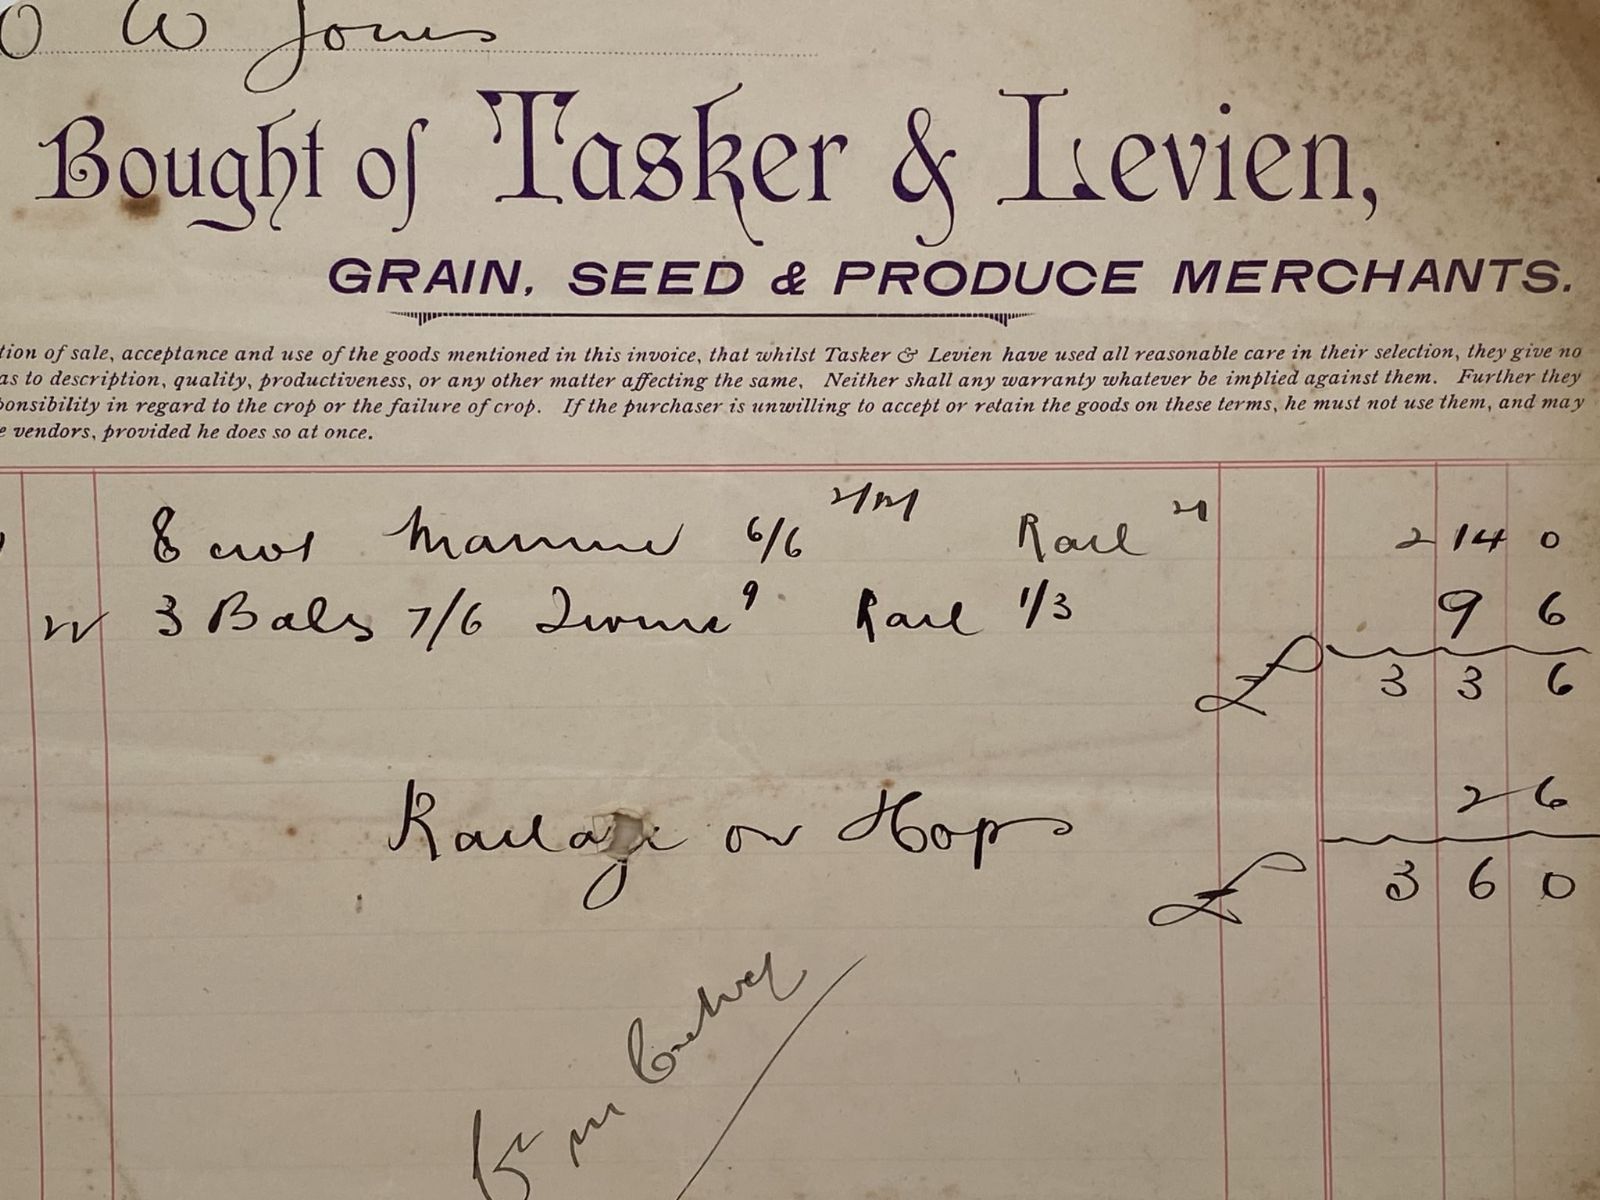 O W Jones
Bought of Tasker & Levien,
GRAIN, SEED & PRODUCE MERCHANTS.
tion of sale, acceptance and use of the goods mentioned in this invoice, that whilst Tasker & Levien have used all reasonable care in their selection, they give no
as to description, quality, productiveness, or any other matter affecting the same. Neither shall any warranty whatever be implied against them. Further they
ponsibility in regard to the crop or the failure of crop. If the purchaser is unwilling to accept or retain the goods on these terms, he must not use them, and may
e vendors, provided he does so at once.
8 cwt Manure 6/6 Rail 2/ 2 14 0
3 Bals 7/6 Twine 9 Rail 1/3 9 6
£ 3 3 6
Railage on Hops 2 6
£ 3 6 0